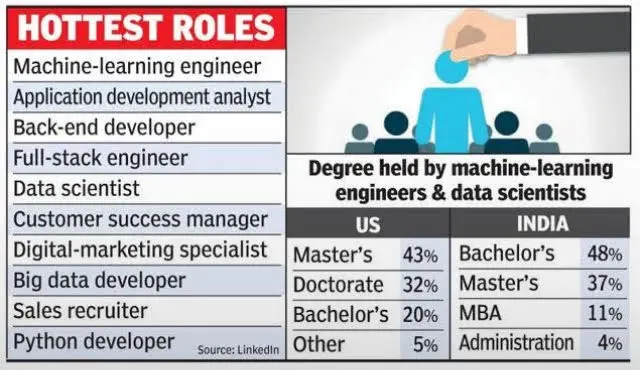 HOTTEST ROLES
Machine-learning engineer
Application development analyst
Back-end developer
Full-stack engineer
Data scientist
Customer success manager
Digital-marketing specialist
Big data developer
Sales recruiter
Python developer
Source: LinkedIn
Degree held by machine-learning
engineers & data scientists
US
Master's 43%
Doctorate 32%
Bachelor's 20%
Other 5%
INDIA
Bachelor's 48%
Master's 37%
MBA 11%
Administration 4%